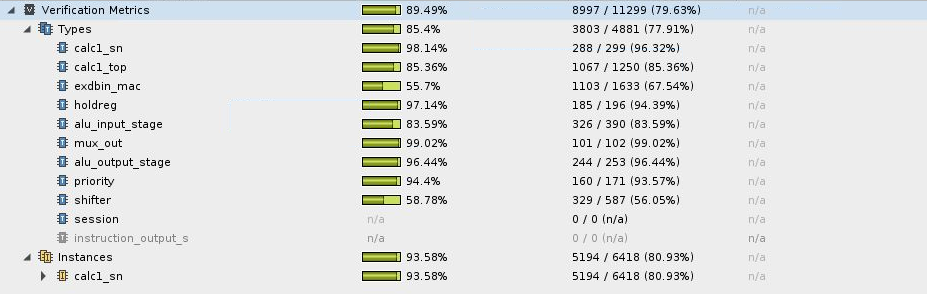 Verification Metrics 89.49% 8997 / 11299 (79.63%) n/a
Types 85.4% 3803 / 4881 (77.91%) n/a
calc1_sn 98.14% 288 / 299 (96.32%) n/a
calc1_top 85.36% 1067 / 1250 (85.36%) n/a
exdbin_mac 55.7% 1103 / 1633 (67.54%) n/a
holdreg 97.14% 185 / 196 (94.39%) n/a
alu_input_stage 83.59% 326 / 390 (83.59%) n/a
mux_out 99.02% 101 / 102 (99.02%) n/a
alu_output_stage 96.44% 244 / 253 (96.44%) n/a
priority 94.4% 160 / 171 (93.57%) n/a
shifter 58.78% 329 / 587 (56.05%) n/a
session n/a 0 / 0 (n/a) n/a
instruction_output_s n/a 0 / 0 (n/a) n/a
Instances 93.58% 5194 / 6418 (80.93%) n/a
calc1_sn 93.58% 5194 / 6418 (80.93%) n/a